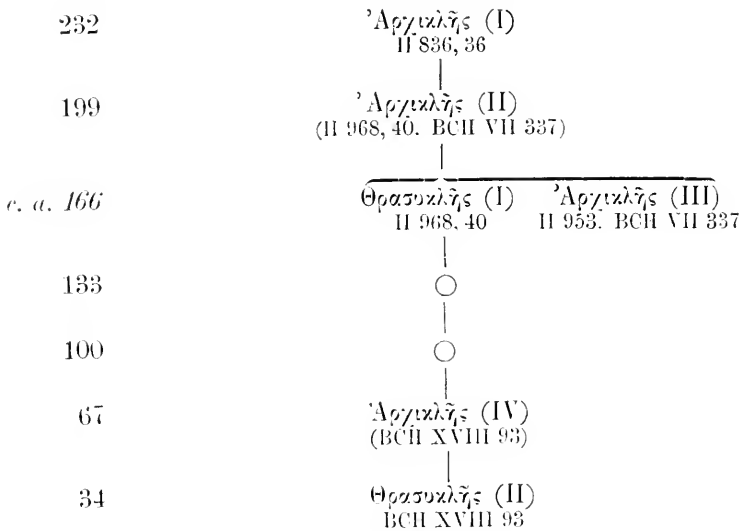 232 Ἀρχικλῆς (I)
II 836, 36
199 Ἀρχικλῆς (II)
(II 968, 40. BCH VII 337)
c. a. 166 Θρασυκλῆς (I) Ἀρχικλῆς (III)
II 968, 40 II 953. BCH VII 337
133
100
67 Ἀρχικλῆς (IV)
(BCH XVIII 93)
34 Θρασυκλῆς (II)
BCH XVIII 93